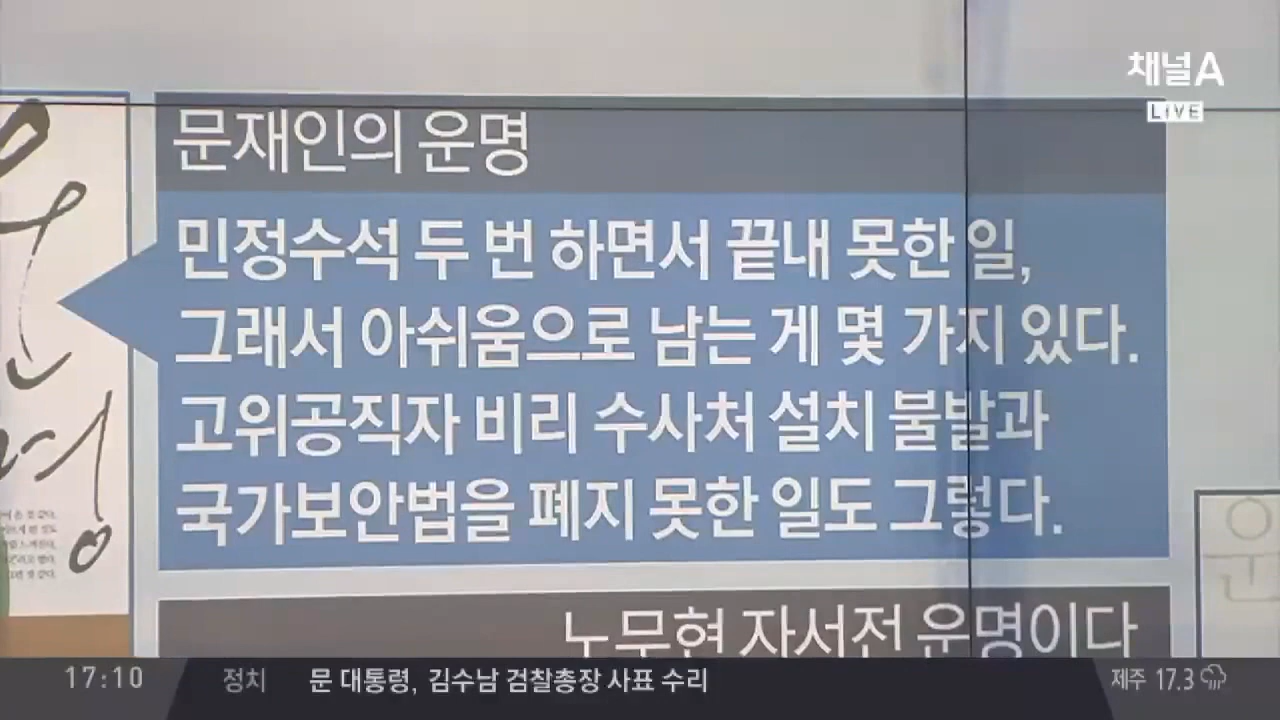 채널A
LIVE
문재인의 운명
민정수석 두 번 하면서 끝내 못한 일,
그래서 아쉬움으로 남는 게 몇 가지 있다.
고위공직자 비리 수사처 설치 불발과
국가보안법을 폐지 못한 일도 그렇다.
운명
노무현 자서전 운명이다
운
17:10
정치
문 대통령, 김수남 검찰총장 사표 수리
제주 17.3